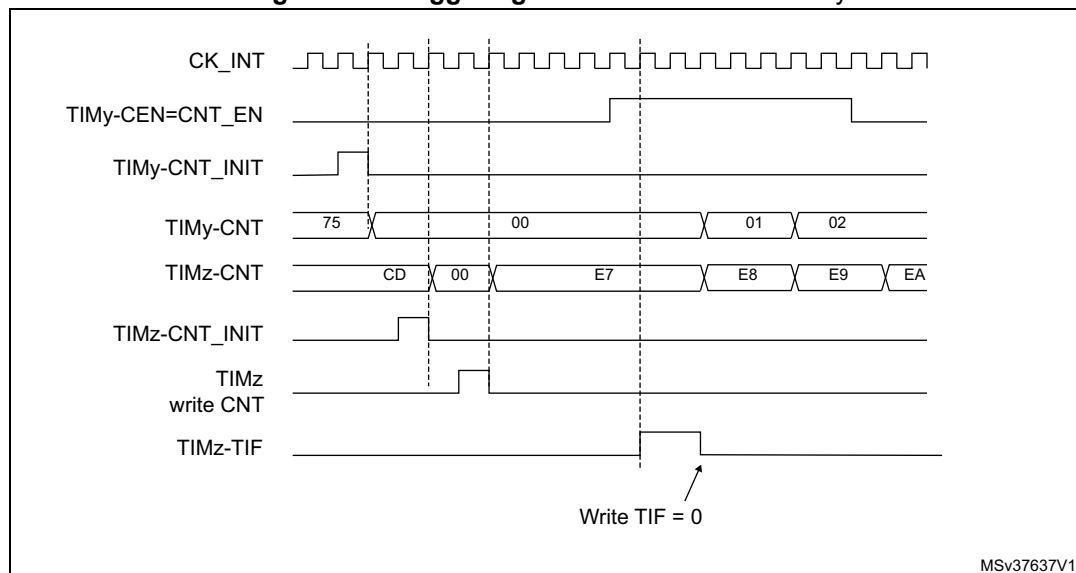 CK_INT
TIMy-CEN=CNT_EN
TIMy-CNT_INIT
TIMy-CNT 75 00 01 02
TIMz-CNT CD 00 E7 E8 E9 EA
TIMz-CNT_INIT
TIMz
write CNT
TIMz-TIF
Write TIF = 0
MSv37637V1